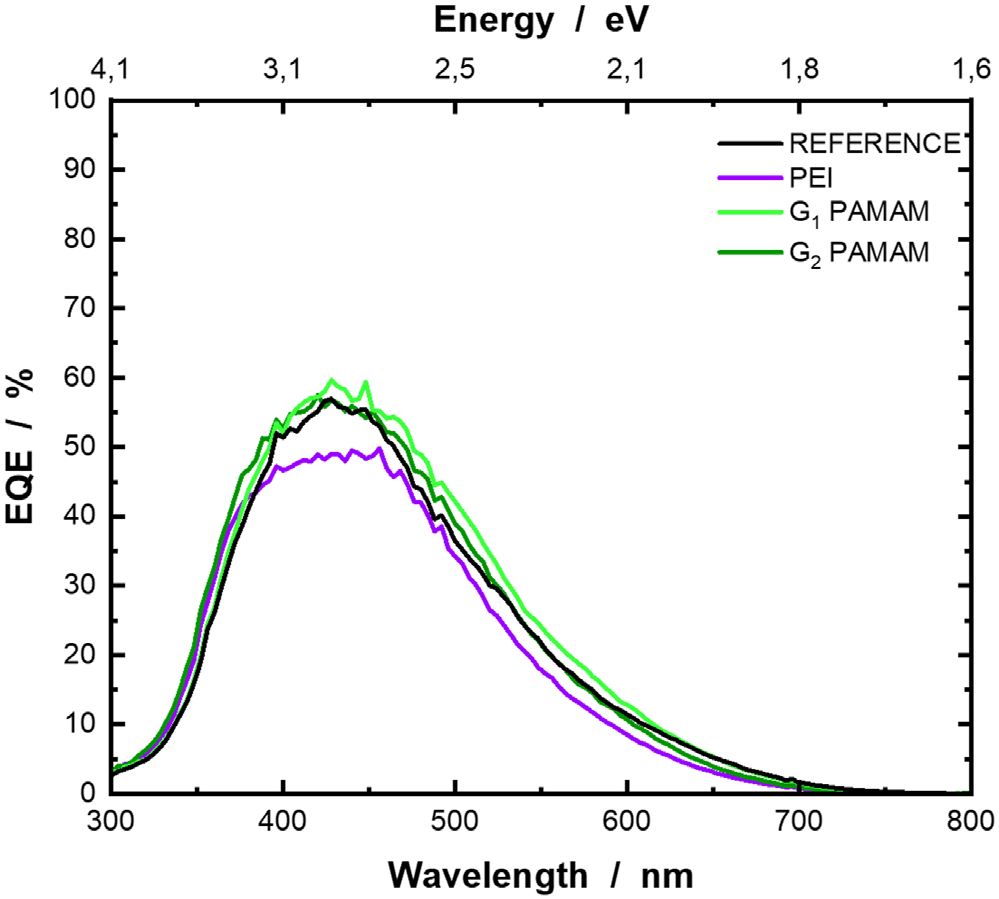 Energy / eV
4,1 3,1 2,5 2,1 1,8 1,6
100
90
80
70
60
50
40
30
20
10
0
EQE / %
REFERENCE
PEI
G1 PAMAM
G2 PAMAM
300 400 500 600 700 800
Wavelength / nm